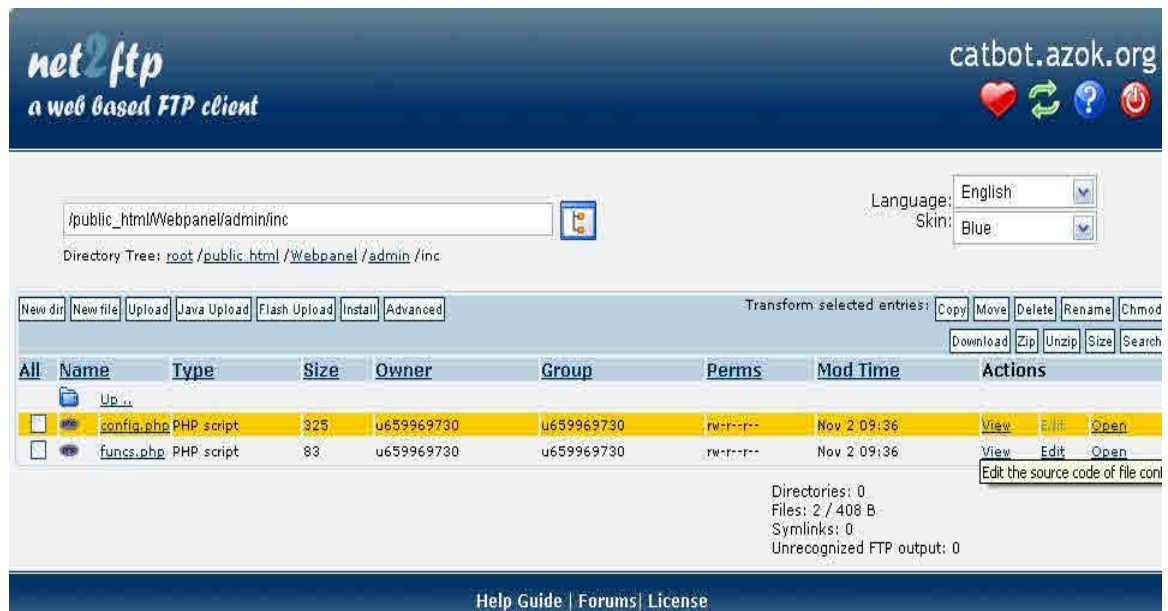 net2ftp
a web based FTP client
catbot.azok.org
/public_html/Webpanel/admin/inc
Language: English
Skin: Blue
Directory Tree: root /public_html /Webpanel /admin /inc
New dir New file Upload Java Upload Flash Upload Install Advanced
Transform selected entries: Copy Move Delete Rename Chmod
Download Zip Unzip Size Search
All Name Type Size Owner Group Perms Mod Time Actions
Up ..
config.php PHP script 325 u659969730 u659969730 rw-r--r-- Nov 2 09:36 View Edit Open
funcs.php PHP script 83 u659969730 u659969730 rw-r--r-- Nov 2 09:36 View Edit Open
Edit the source code of file conf
Directories: 0
Files: 2 / 408 B
Symlinks: 0
Unrecognized FTP output: 0
Help Guide | Forums| License